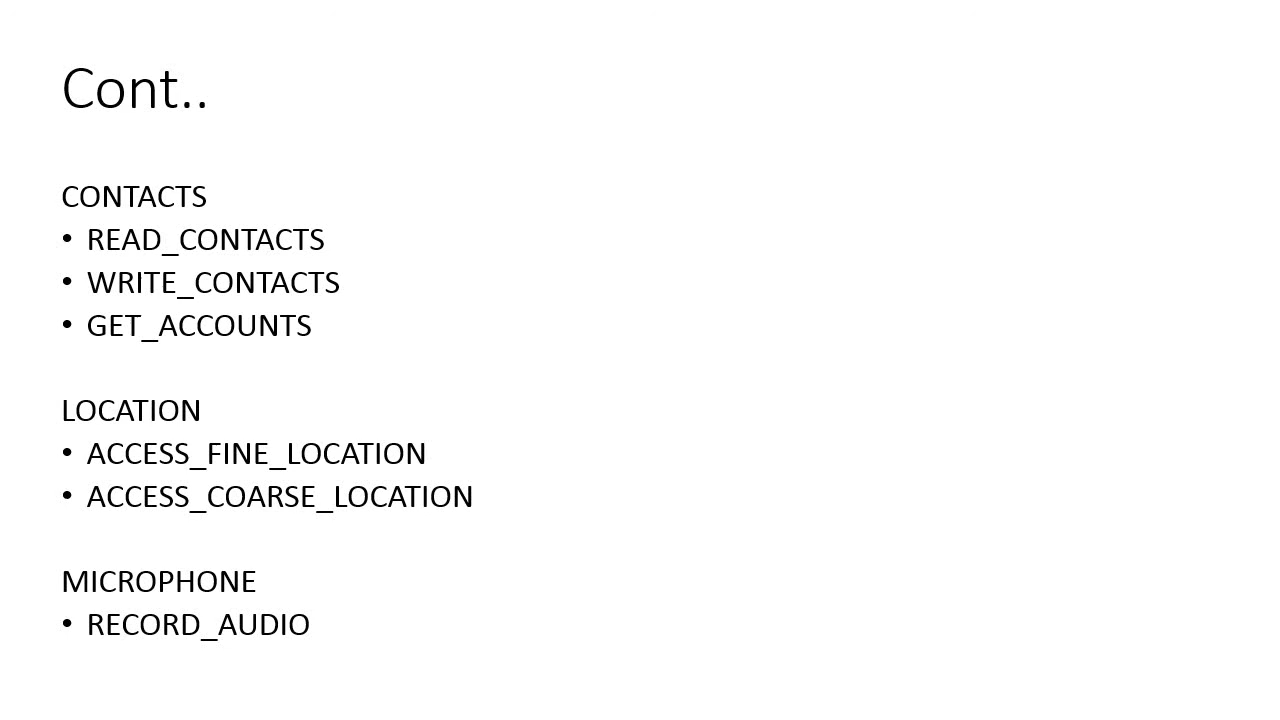 Cont..
CONTACTS
• READ_CONTACTS
• WRITE_CONTACTS
• GET_ACCOUNTS
LOCATION
• ACCESS_FINE_LOCATION
• ACCESS_COARSE_LOCATION
MICROPHONE
• RECORD_AUDIO